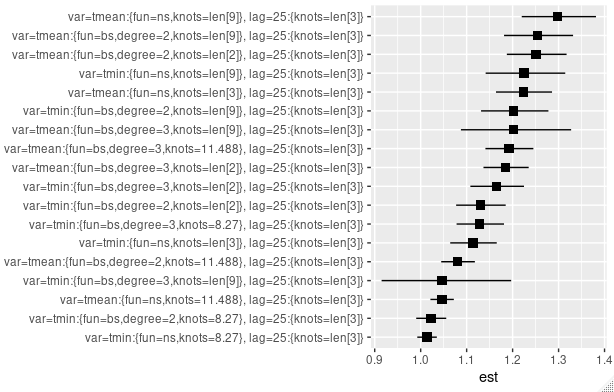 var=tmean:{fun=ns,knots=len[9]}, lag=25:{knots=len[3]}
var=tmean:{fun=bs,degree=2,knots=len[9]}, lag=25:{knots=len[3]}
var=tmean:{fun=bs,degree=2,knots=len[2]}, lag=25:{knots=len[3]}
var=tmin:{fun=ns,knots=len[9]}, lag=25:{knots=len[3]}
var=tmean:{fun=ns,knots=len[3]}, lag=25:{knots=len[3]}
var=tmin:{fun=bs,degree=2,knots=len[9]}, lag=25:{knots=len[3]}
var=tmean:{fun=bs,degree=3,knots=len[9]}, lag=25:{knots=len[3]}
var=tmean:{fun=bs,degree=3,knots=11.488}, lag=25:{knots=len[3]}
var=tmean:{fun=bs,degree=3,knots=len[2]}, lag=25:{knots=len[3]}
var=tmin:{fun=bs,degree=3,knots=len[2]}, lag=25:{knots=len[3]}
var=tmin:{fun=bs,degree=2,knots=len[2]}, lag=25:{knots=len[3]}
var=tmin:{fun=bs,degree=3,knots=8.27}, lag=25:{knots=len[3]}
var=tmin:{fun=ns,knots=len[3]}, lag=25:{knots=len[3]}
var=tmean:{fun=bs,degree=2,knots=11.488}, lag=25:{knots=len[3]}
var=tmin:{fun=bs,degree=3,knots=len[9]}, lag=25:{knots=len[3]}
var=tmean:{fun=ns,knots=11.488}, lag=25:{knots=len[3]}
var=tmin:{fun=bs,degree=2,knots=8.27}, lag=25:{knots=len[3]}
var=tmin:{fun=ns,knots=8.27}, lag=25:{knots=len[3]}
0.9 1.0 1.1 1.2 1.3 1.4
est